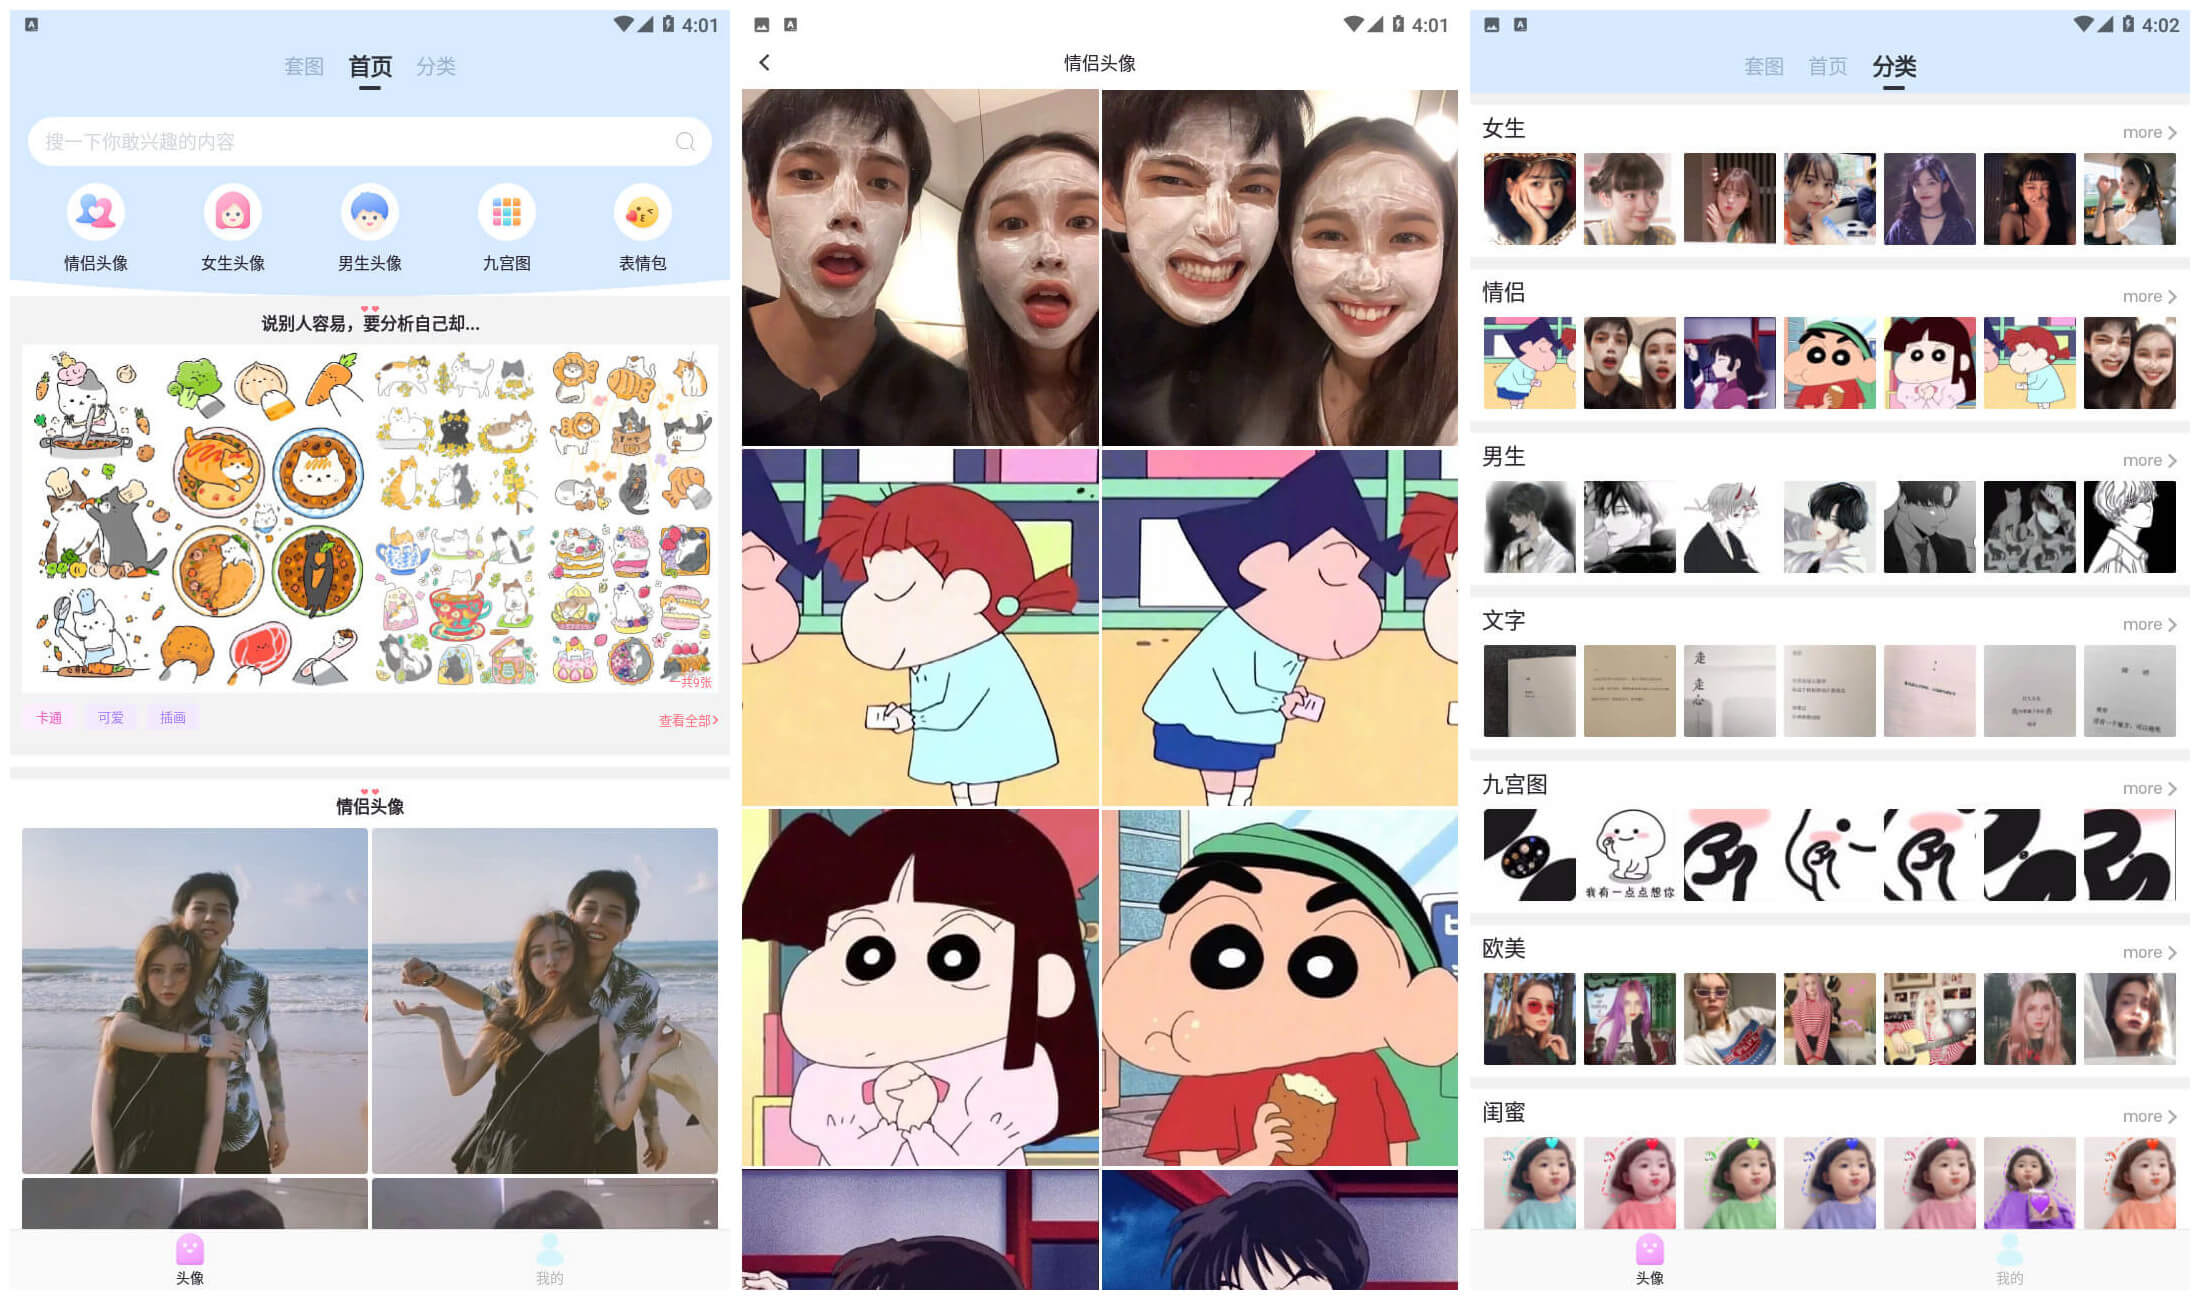 4:01
套图 首页 分类
搜一下你敢兴趣的内容
情侣头像 女生头像 男生头像 九宫图 表情包
说别人容易，要分析自己却...
共9张
卡通 可爱 插画
查看全部
情侣头像
头像 我的
4:01
情侣头像
4:02
套图 首页 分类
女生 more
情侣 more
男生 more
文字 more
走
走心
九宫图 more
我有一点点想你
欧美 more
闺蜜 more
头像 我的